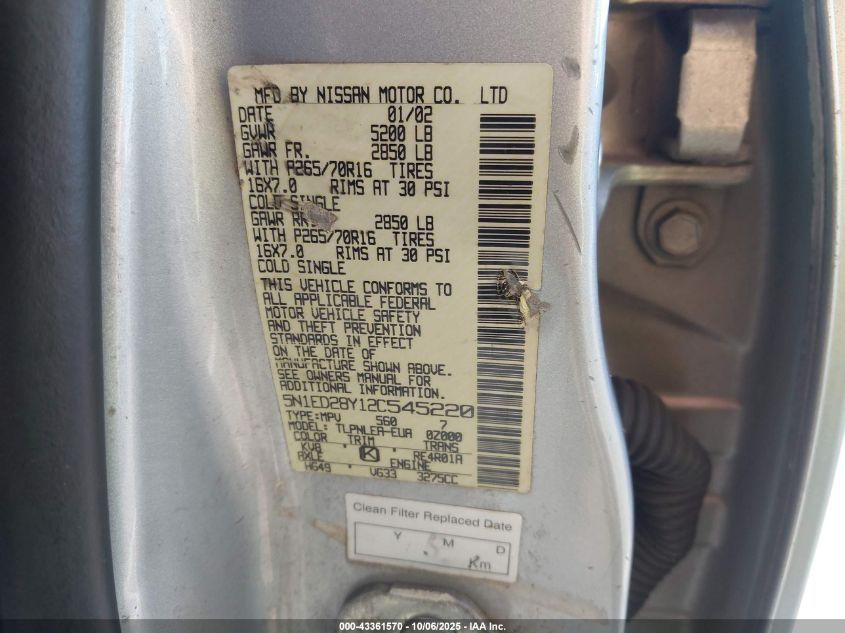 MFD BY NISSAN MOTOR CO. LTD
DATE 01/02
GVWR 5200 LB
GAWR FR. 2850 LB
WITH P265/70R16 TIRES
16X7.0 RIMS AT 30 PSI
COLD SINGLE
GAWR RR. 2850 LB
WITH P265/70R16 TIRES
16X7.0 RIMS AT 30 PSI
COLD SINGLE
THIS VEHICLE CONFORMS TO
ALL APPLICABLE FEDERAL
MOTOR VEHICLE SAFETY
AND THEFT PREVENTION
STANDARDS IN EFFECT
ON THE DATE OF
MANUFACTURE SHOWN ABOVE.
SEE OWNERS MANUAL FOR
ADDITIONAL INFORMATION.
5N1ED28Y12C545220
TYPE:MPV S60 7
MODEL: TLPNLEA-EUA 0Z000
COLOR TRIM TRANS
KV8 K RE4R01A
AXLE ENGINE
HG49 VG33 3275CC
Clean Filter Replaced Date
Y M D
Km
000-43361570 • 10/06/2025 • IAA Inc.